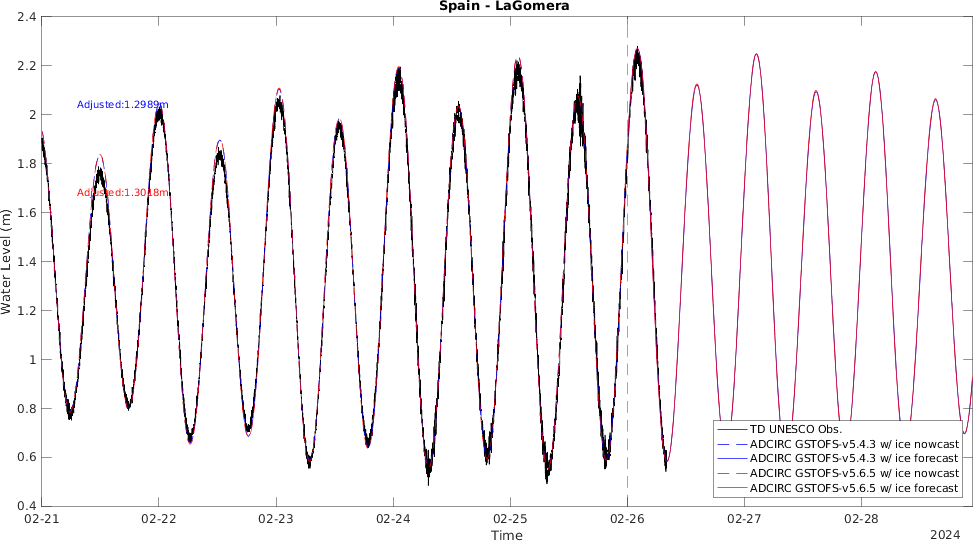 Spain - LaGomera
2.4
2.2
2
1.8
1.6
1.4
1.2
1
0.8
0.6
0.4
Water Level (m)
Adjusted:1.2989m
Adjusted:1.3018m
TD UNESCO Obs.
ADCIRC GSTOFS-v5.4.3 w/ ice nowcast
ADCIRC GSTOFS-v5.4.3 w/ ice forecast
ADCIRC GSTOFS-v5.6.5 w/ ice nowcast
ADCIRC GSTOFS-v5.6.5 w/ ice forecast
02-21 02-22 02-23 02-24 02-25 02-26 02-27 02-28
Time
2024